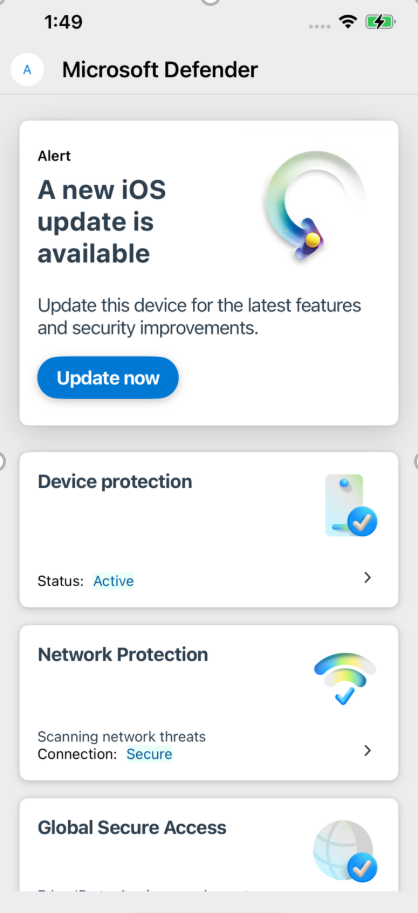 1:49
A
Microsoft Defender
Alert
A new iOS
update is
available
Update this device for the latest features
and security improvements.
Update now
Device protection
Status: Active
Network Protection
Scanning network threats
Connection: Secure
Global Secure Access